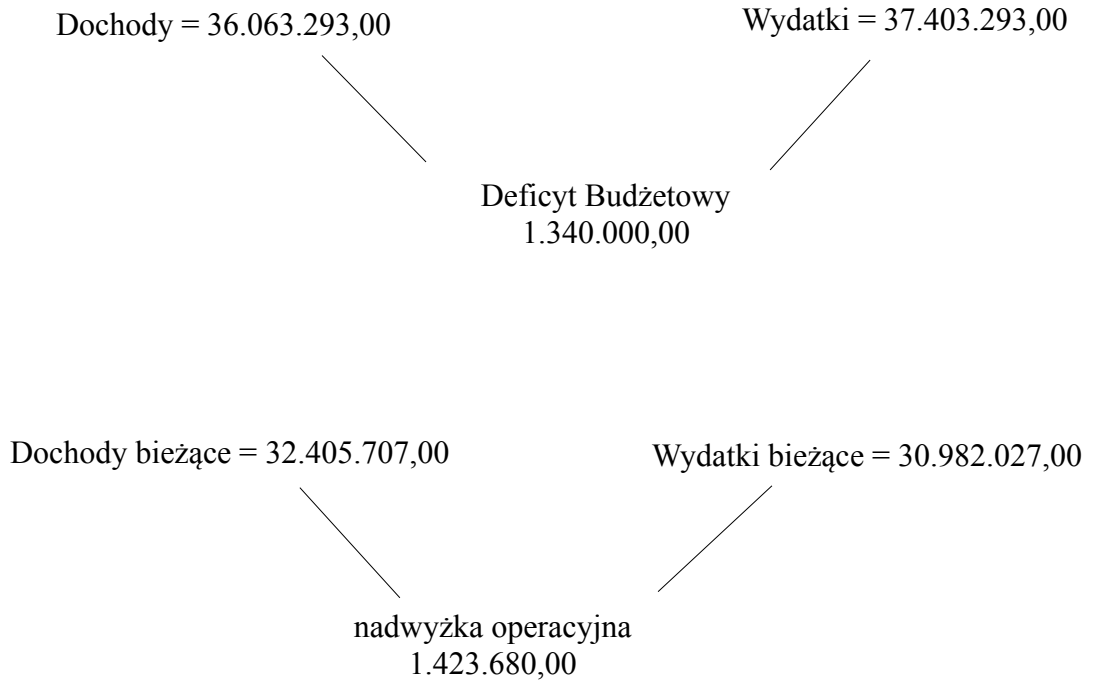 Dochody = 36.063.293,00
Wydatki = 37.403.293,00
Deficyt Budżetowy
1.340.000,00
Dochody bieżące = 32.405.707,00
Wydatki bieżące = 30.982.027,00
nadwyżka operacyjna
1.423.680,00